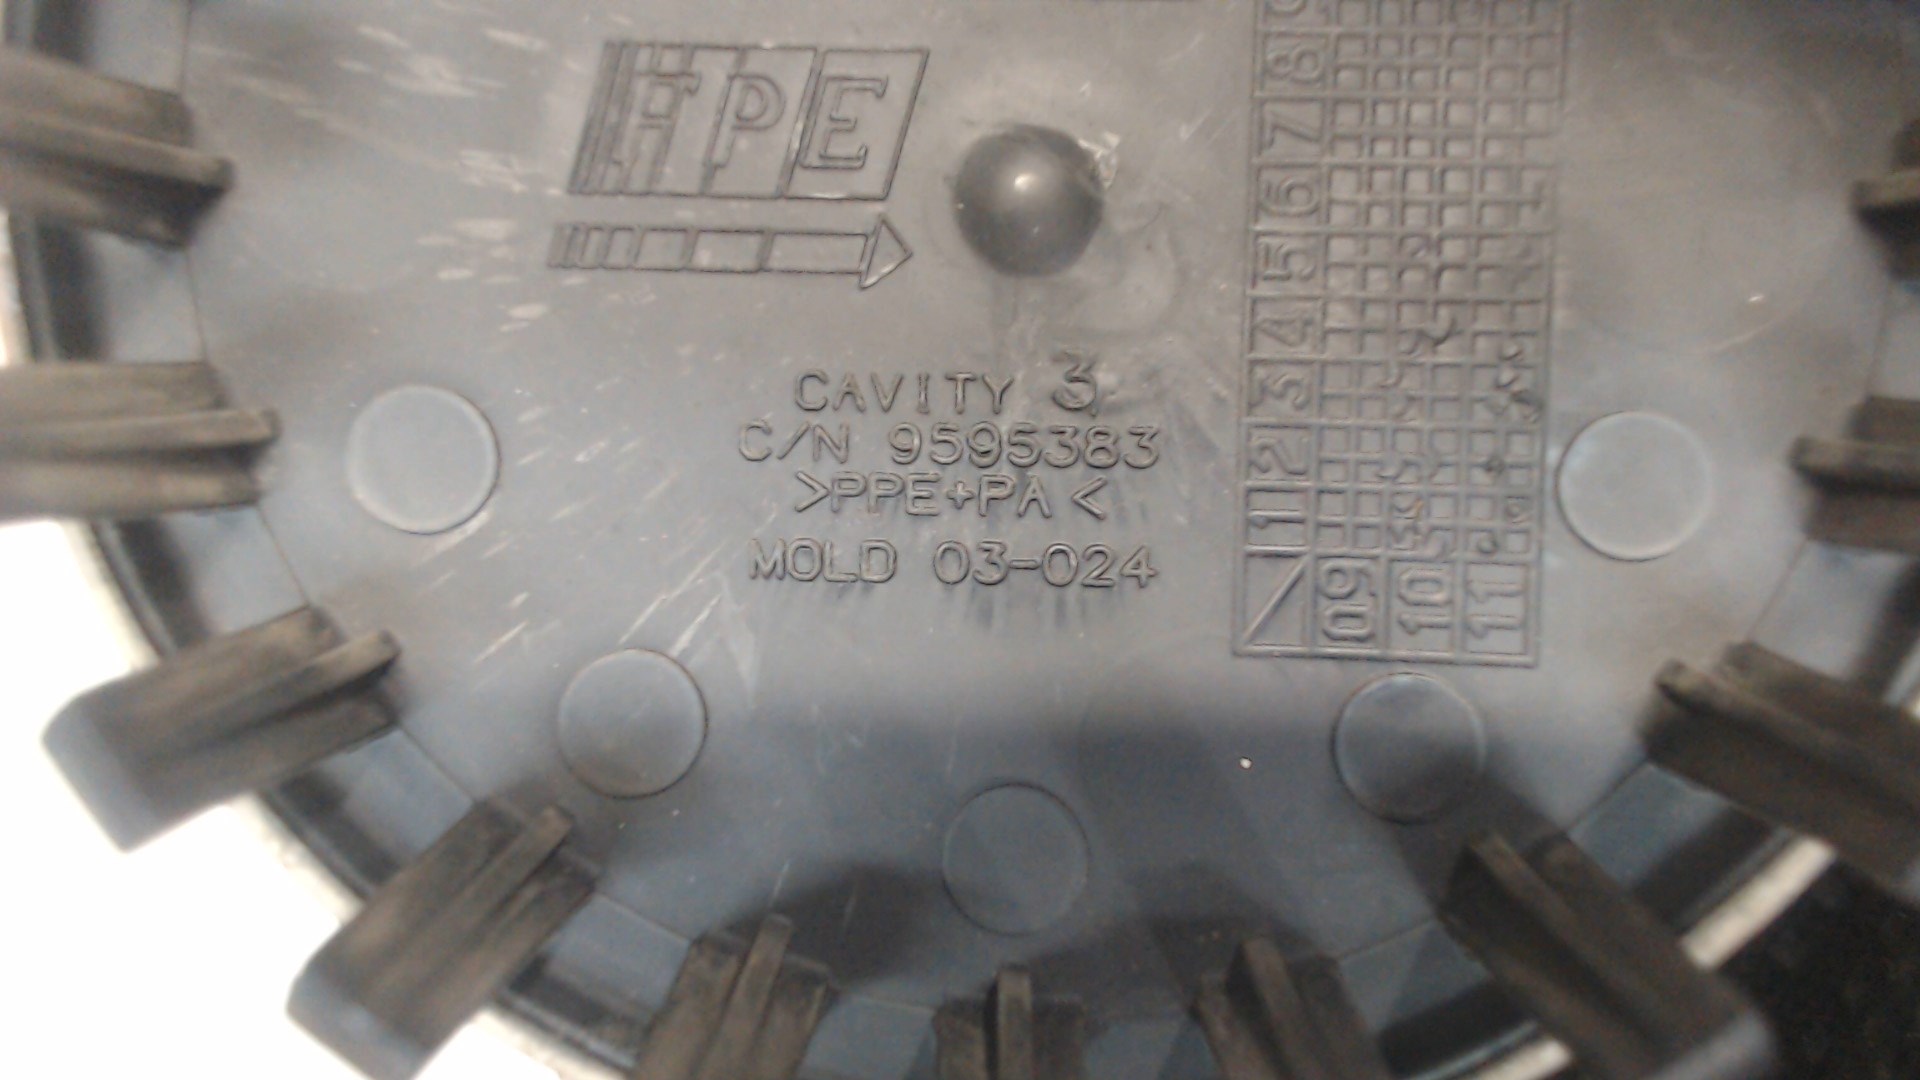 TPE
CAVITY 3
C/N 9595383
>PPE+PA<
MOLD 03-024
8
7
6
5
4
3
2
1
09
10
11